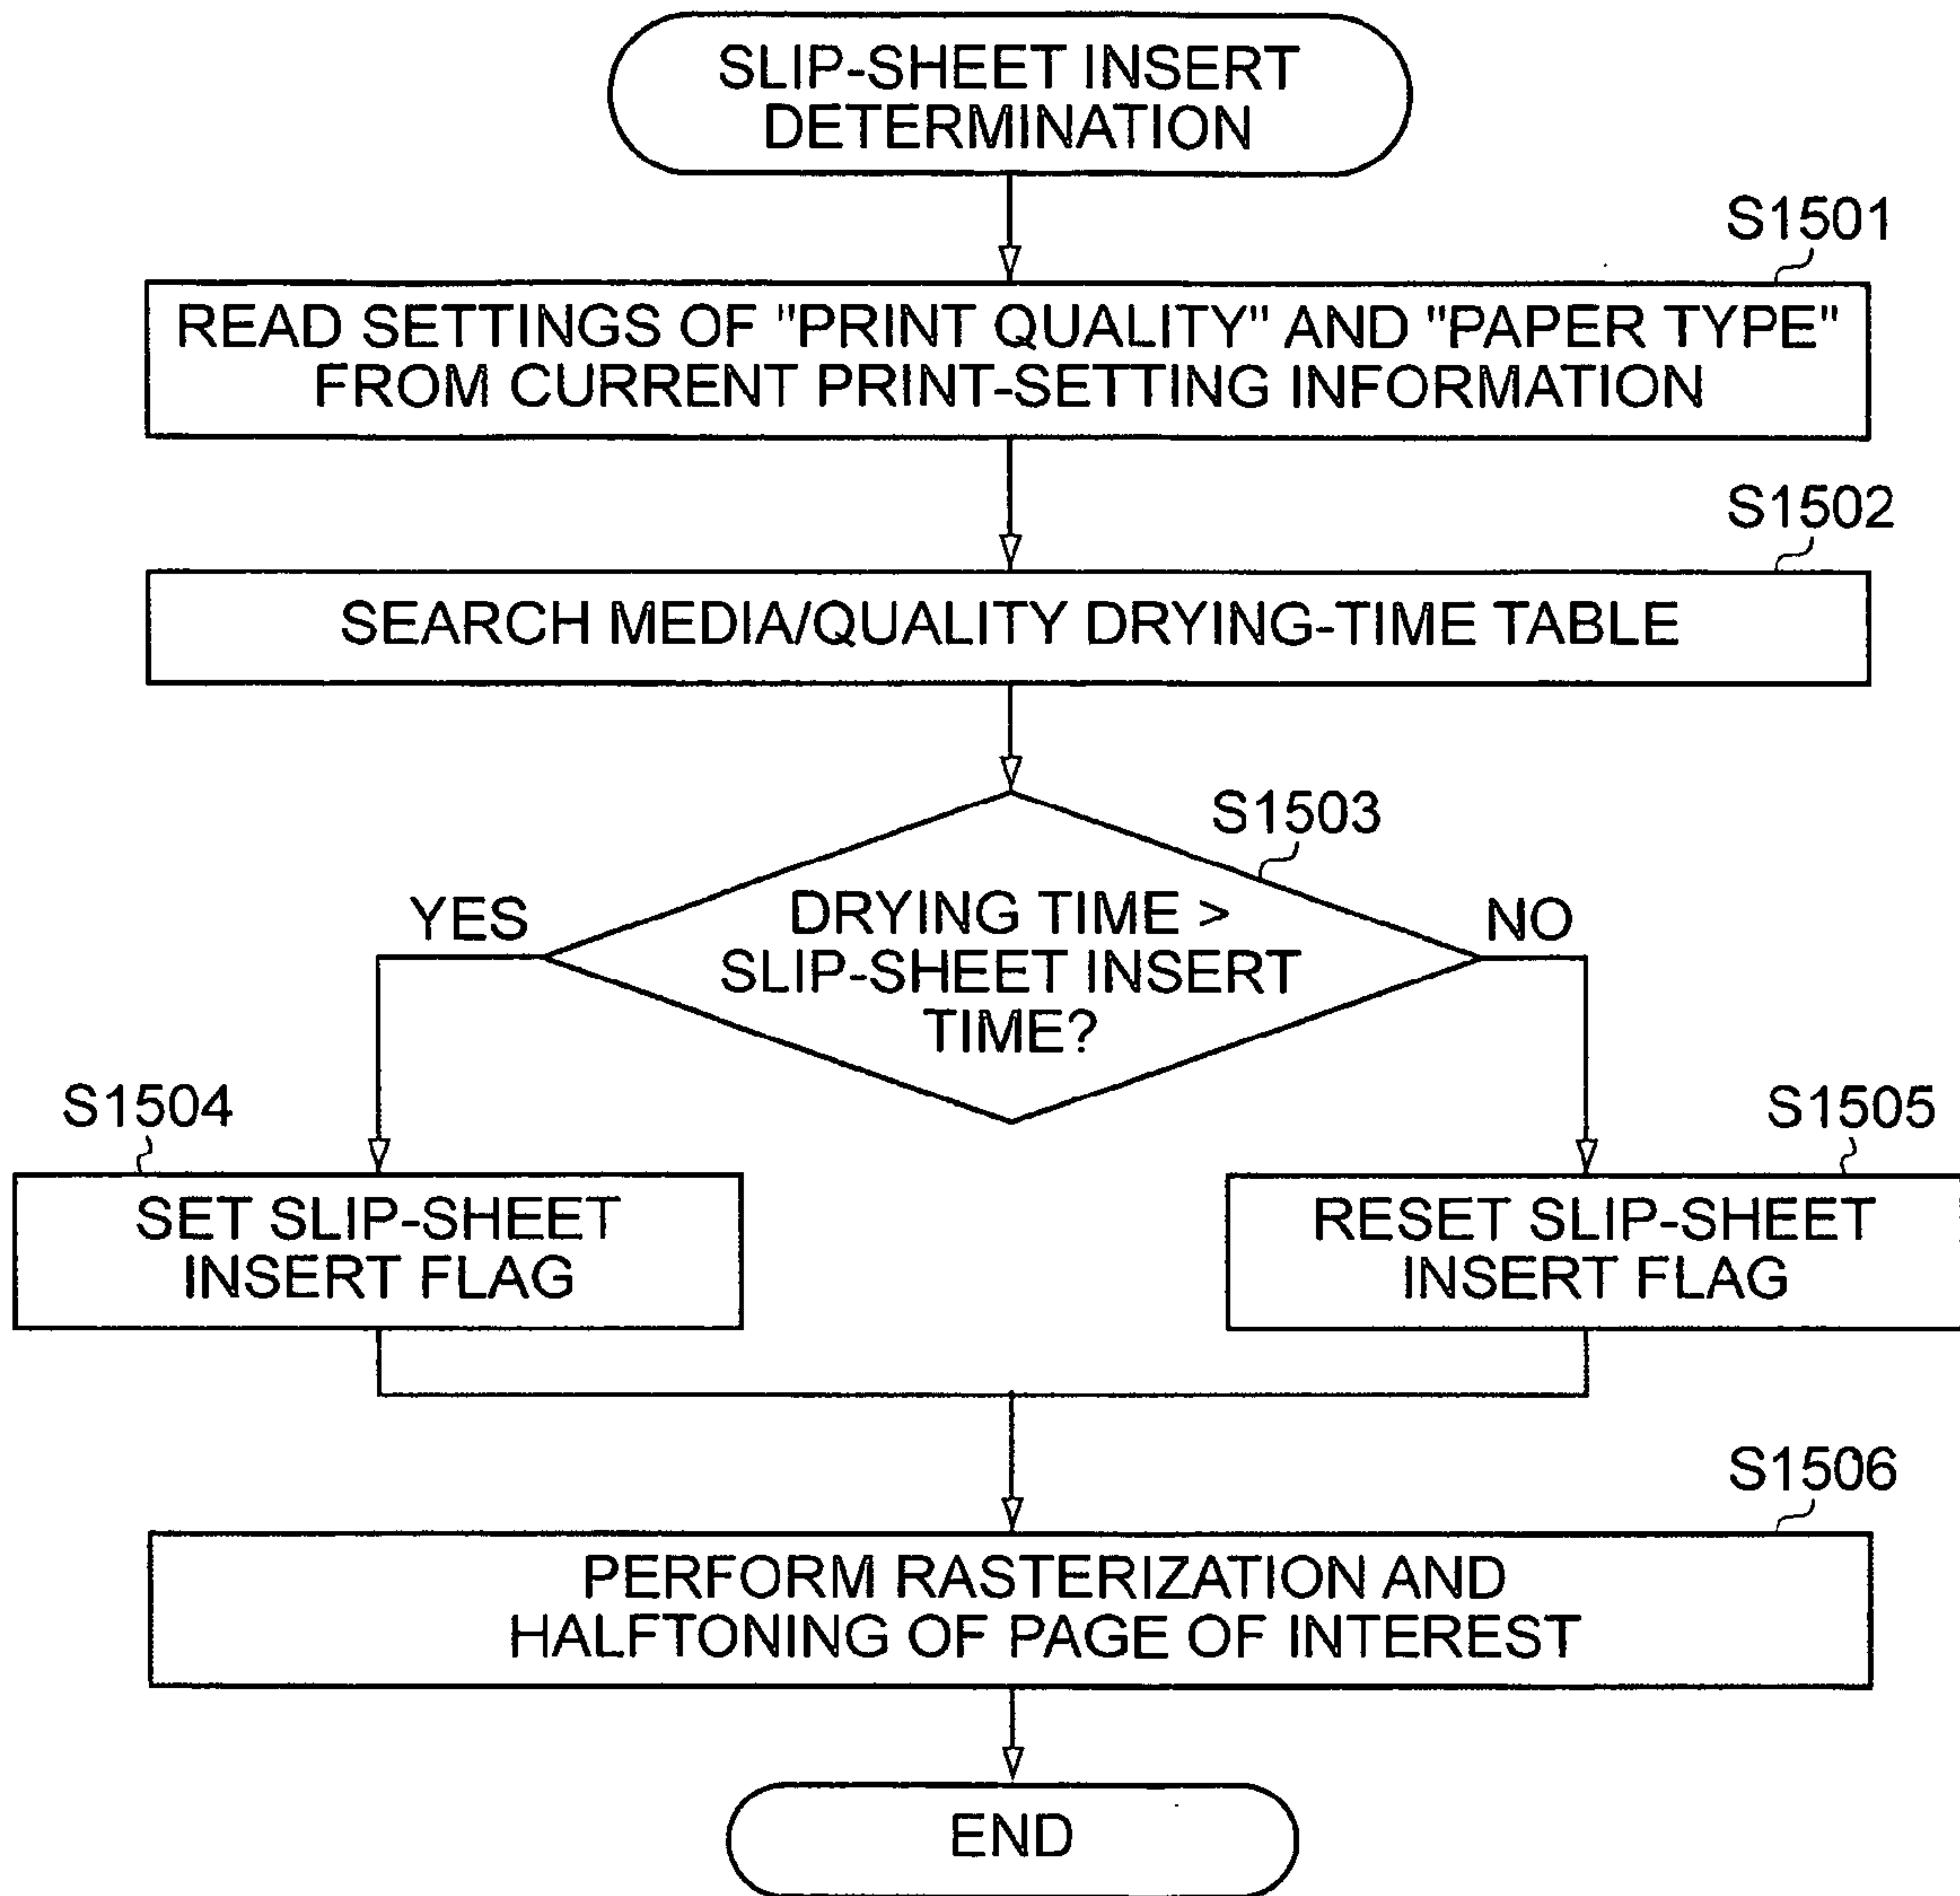 SLIP-SHEET INSERT
DETERMINATION
S1501
READ SETTINGS OF "PRINT QUALITY" AND "PAPER TYPE"
FROM CURRENT PRINT-SETTING INFORMATION
S1502
SEARCH MEDIA/QUALITY DRYING-TIME TABLE
S1503
YES
DRYING TIME >
SLIP-SHEET INSERT
TIME?
NO
S1504
SET SLIP-SHEET
INSERT FLAG
S1505
RESET SLIP-SHEET
INSERT FLAG
S1506
PERFORM RASTERIZATION AND
HALFTONING OF PAGE OF INTEREST
END